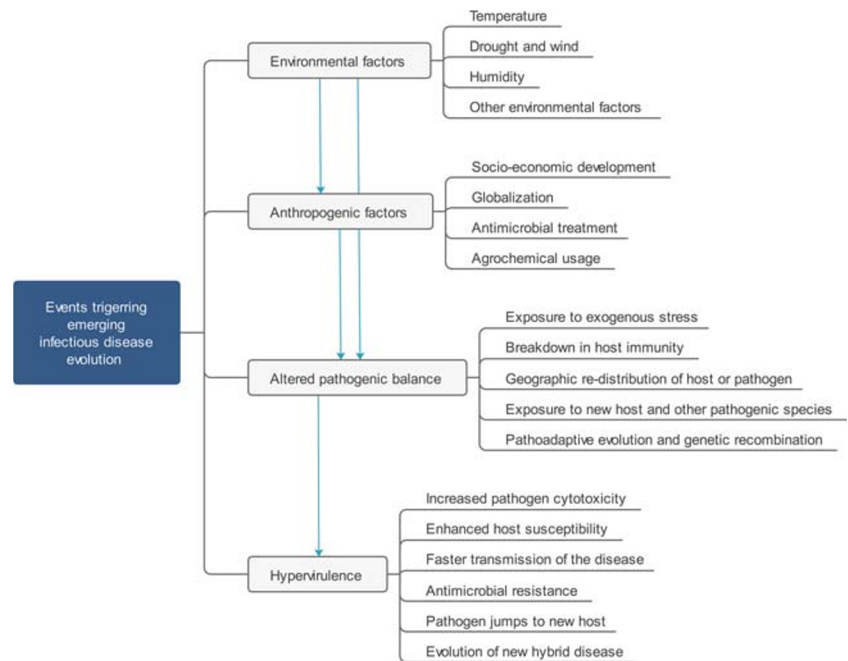 Temperature
Environmental factors
Drought and wind
Humidity
Other environmental factors
Socio-economic development
Anthropogenic factors
Globalization
Antimicrobial treatment
Agrochemical usage
Events trigerring
emerging
infectious disease
evolution
Exposure to exogenous stress
Breakdown in host immunity
Altered pathogenic balance
Geographic re-distribution of host or pathogen
Exposure to new host and other pathogenic species
Pathoadaptive evolution and genetic recombination
Increased pathogen cytotoxicity
Enhanced host susceptibility
Faster transmission of the disease
Hypervirulence
Antimicrobial resistance
Pathogen jumps to new host
Evolution of new hybrid disease